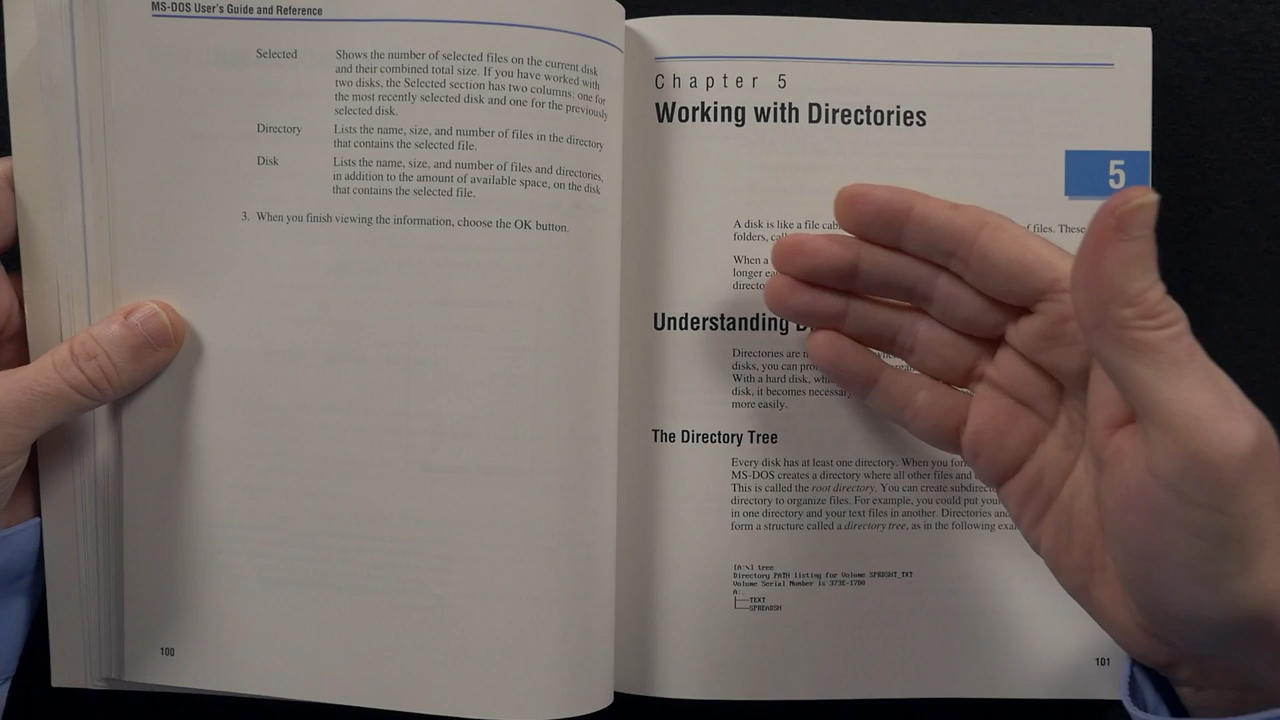 MS-DOS User's Guide and Reference
Selected Shows the number of selected files on the current disk
and their combined total size. If you have worked with
two disks, the Selected section has two columns: one for
the most recently selected disk and one for the previously
selected disk.
Directory Lists the name, size, and number of files in the directory
that contains the selected file.
Disk Lists the name, size, and number of files and directories,
in addition to the amount of available space, on the disk
that contains the selected file.
3. When you finish viewing the information, choose the OK button.
100
Chapter 5
Working with Directories
5
A disk is like a file of files. These
folders,
When a
longer
Understanding
Directories are
disks, you can
With a hard disk,
disk, it becomes necessary
more easily.
The Directory Tree
Every disk has at least one directory. When you
MS-DOS creates a directory where all other files and
This is called the root directory. You can create
directory to organize files. For example, you could put
in one directory and your text files in another. Directories
form a structure called a directory tree, as in the following
[A:\] tree
Directory PATH listing for Volume SPRDSHT_TXT
Volume Serial Number is 373E-17D0
A:.
├──TEXT
└──SPREADSH
101